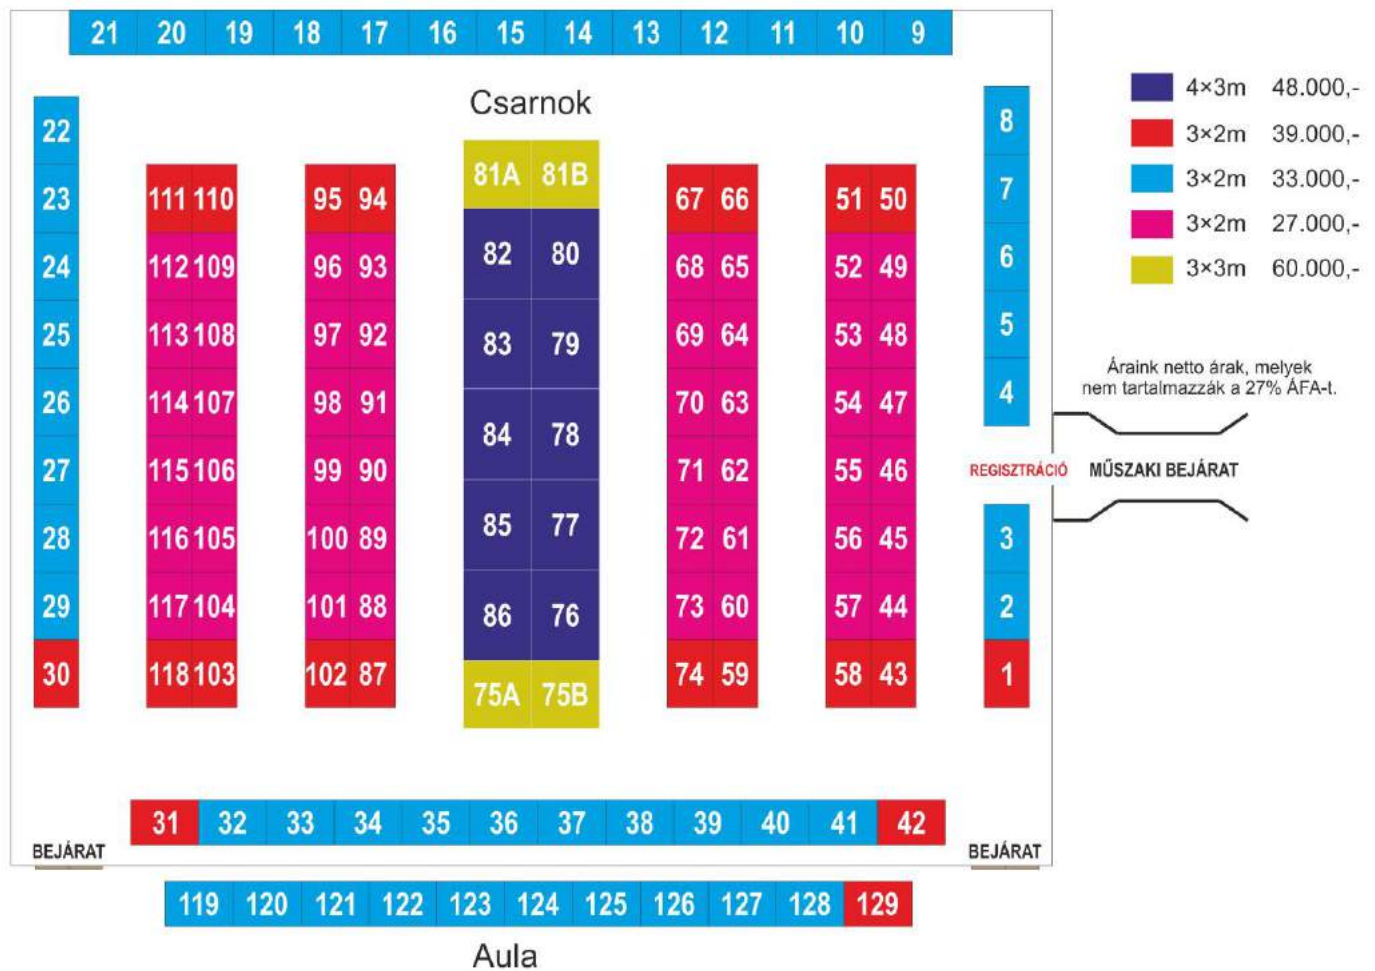 21 20 19 18 17 16 15 14 13 12 11 10 9
Csarnok
4×3m 48.000,-
3×2m 39.000,-
3×2m 33.000,-
3×2m 27.000,-
3×3m 60.000,-
Áraink netto árak, melyek
nem tartalmazzák a 27% ÁFA-t.
22 8
81A 81B
23 111 110 95 94 67 66 51 50 7
24 112 109 96 93 82 80 68 65 52 49 6
25 113 108 97 92 83 79 69 64 53 48 5
26 114 107 98 91 84 78 70 63 54 47 4
27 115 106 99 90 71 62 55 46 REGISZTRÁCIÓ MŰSZAKI BEJÁRAT
28 116 105 100 89 85 77 72 61 56 45 3
29 117 104 101 88 86 76 73 60 57 44 2
30 118 103 102 87 75A 75B 74 59 58 43 1
31 32 33 34 35 36 37 38 39 40 41 42
BEJÁRAT BEJÁRAT
119 120 121 122 123 124 125 126 127 128 129
Aula